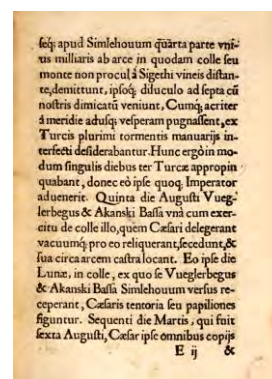 seq; apud Simlehouum quarta parte vni-
us milliaris ab arce in quodam colle seu
monte non procul à Sigethi vineis distan-
te, demittunt, ipsoq; diluculo ad septa cũ
nostris dimicatũ veniunt, Cumq; acriter
à meridie adusq; vesperam pugnassent, ex
Turcis plurimi tormentis manuarijs in-
terfecti desiderabantur. Hunc ergò in mo-
dum singulis diebus ter Turcæ appropin
quabant, donec eò ipse quoq; Imperator
aduenerit. Quinta die Augusti Vueg-
lerbegus & Akanski Bassa vnà cum exer-
citu de colle illo, quem Cæsari delegerant
vacuumq; pro eo reliquerant, secedunt, &
sua circa arcem castra locant. Eo ipse die
Lunæ, in colle, ex quo se Vueglerbegus
& Akanski Bassa Simlehouum versus re-
ceperant, Cæsaris tentoria seu papiliones
figuntur. Sequenti die Martis, qui fuit
sexta Augusti, Cæsar ipse omnibus copijs
E ij &